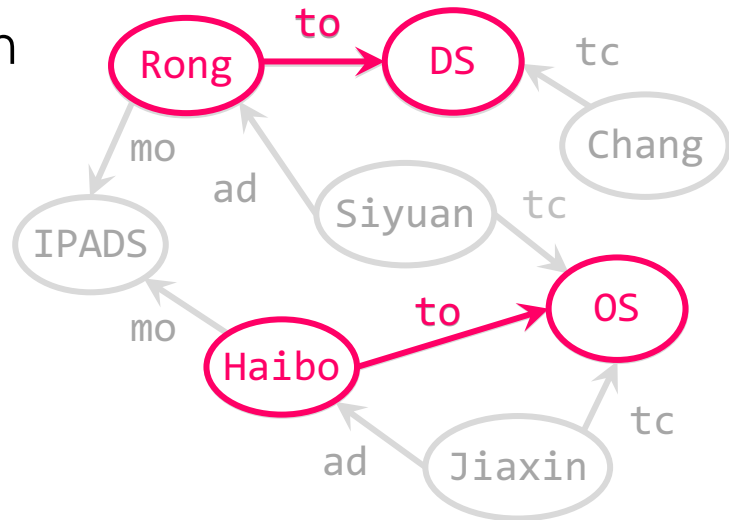 n
to
Rong
DS
tc
Chang
mo
ad
Siyuan
tc
IPADS
mo
to
OS
Haibo
tc
ad
Jiaxin